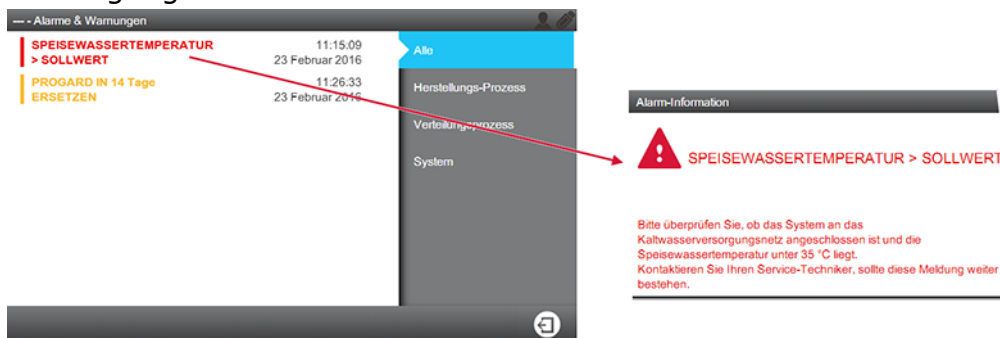 --- - Alarme & Warnungen
SPEISEWASSERTEMPERATUR 11:15:09
> SOLLWERT 23 Februar 2016
PROGARD IN 14 Tage 11:26:33
ERSETZEN 23 Februar 2016
Alle
Herstellungs-Prozess
Verteilungsprozess
System
Alarm-Information
SPEISEWASSERTEMPERATUR > SOLLWERT
Bitte überprüfen Sie, ob das System an das
Kaltwasserversorgungsnetz angeschlossen ist und die
Speisewassertemperatur unter 35 °C liegt.
Kontaktieren Sie Ihren Service-Techniker, sollte diese Meldung weiter
bestehen.